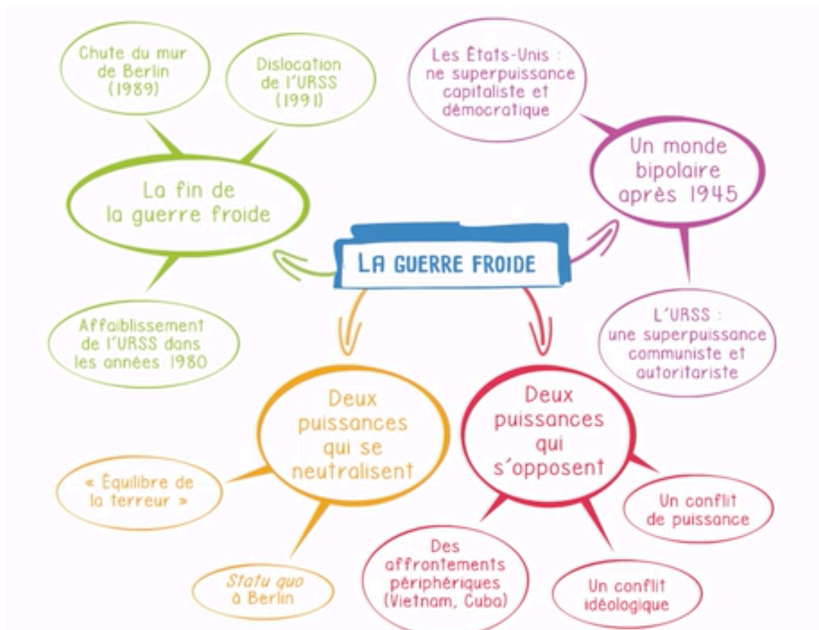 Chute du mur
de Berlin
(1989)
Dislocation
de l'URSS
(1991)
Les États-Unis :
ne superpuissance
capitaliste et
démocratique
Un monde
bipolaire
après 1945
La fin de
la guerre froide
LA GUERRE FROIDE
Affaiblissement
de l'URSS dans
les années 1980
L'URSS :
une superpuissance
communiste et
autoritariste
Deux
puissances
qui se
neutralisent
Deux
puissances
qui
s'opposent
« Équilibre de
la terreur »
Statu quo
à Berlin
Des
affrontements
périphériques
(Vietnam, Cuba)
Un conflit
idéologique
Un conflit
de puissance